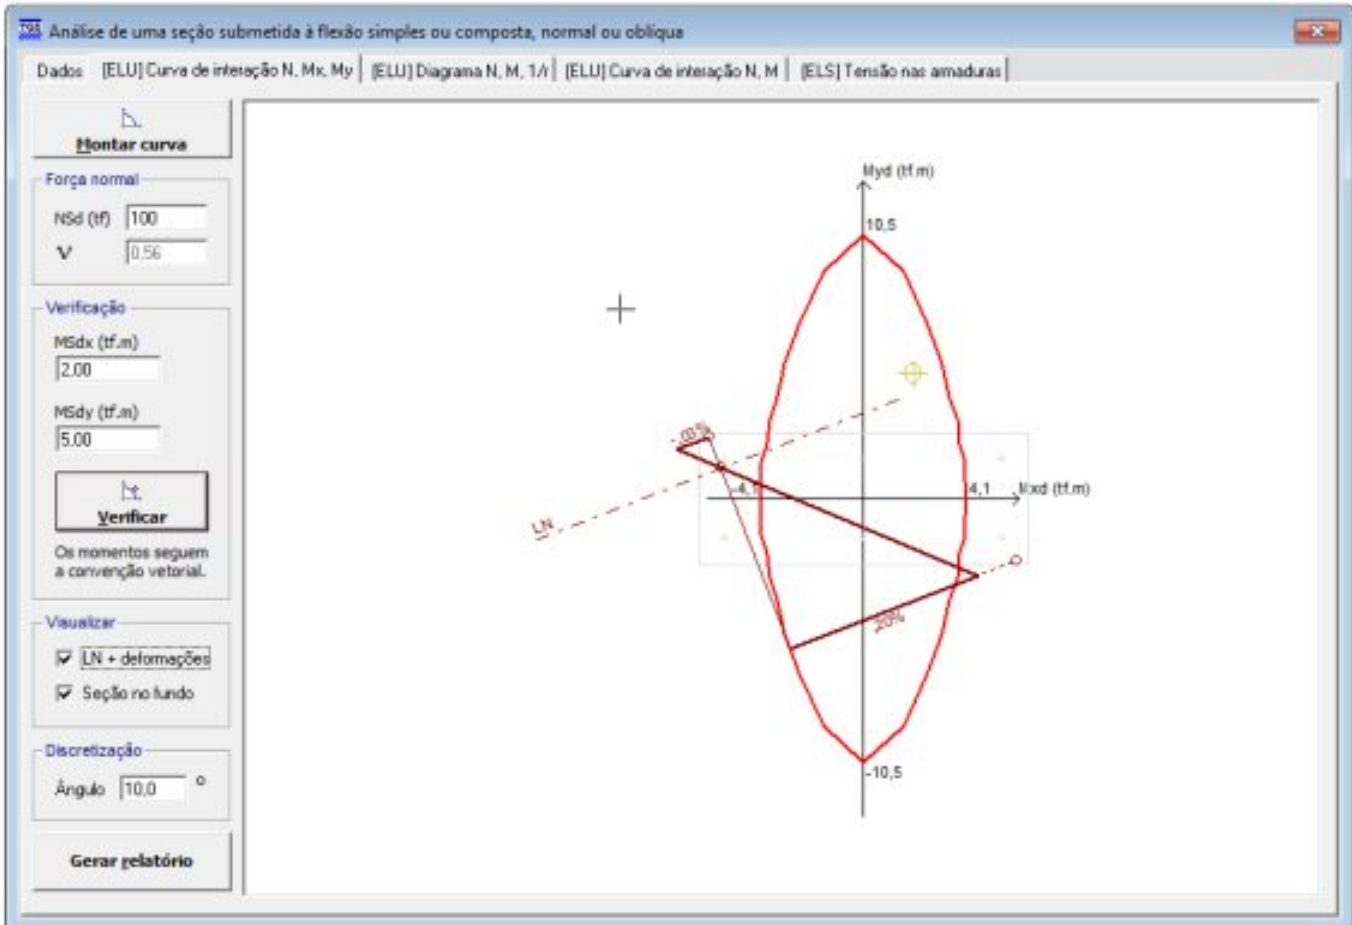 Análise de uma seção submetida à flexão simples ou composta, normal ou oblíqua
Dados [ELU] Curva de interação N, Mx, My [ELU] Diagrama N, M, 1/r [ELU] Curva de interação N, M [ELS] Tensão nas armaduras
Montar curva
Força normal
NSd (tf) 100
ν 0,56
Verificação
MSdx (tf.m)
2,00
MSdy (tf.m)
5,00
Verificar
Os momentos seguem
a convenção vetorial.
Visualizar
LN + deformações
Seção no fundo
Discretização
Ângulo 10,0 º
Gerar relatório
Myd (tf.m)
10,5
-4,1
4,1
Mxd (tf.m)
LN
-10,5